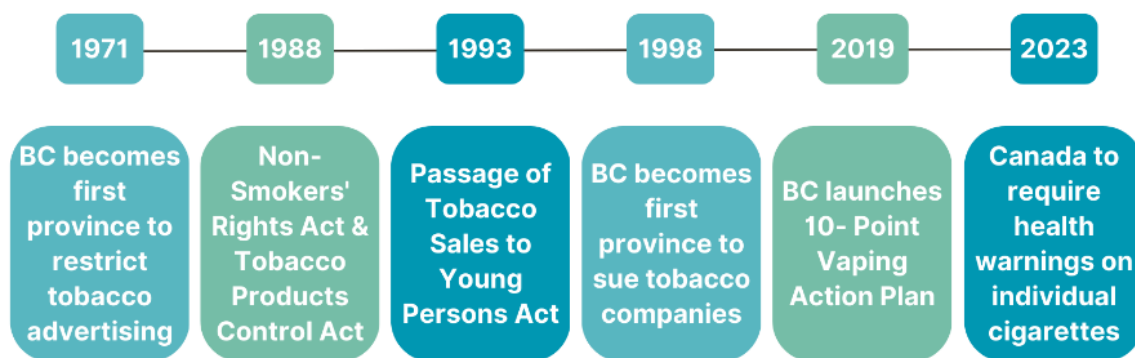 1971
1988
1993
1998
2019
2023
BC becomes
first
province to
restrict
tobacco
advertising
Non-
Smokers'
Rights Act &
Tobacco
Products
Control Act
Passage of
Tobacco
Sales to
Young
Persons Act
BC becomes
first
province to
sue tobacco
companies
BC launches
10- Point
Vaping
Action Plan
Canada to
require
health
warnings on
individual
cigarettes